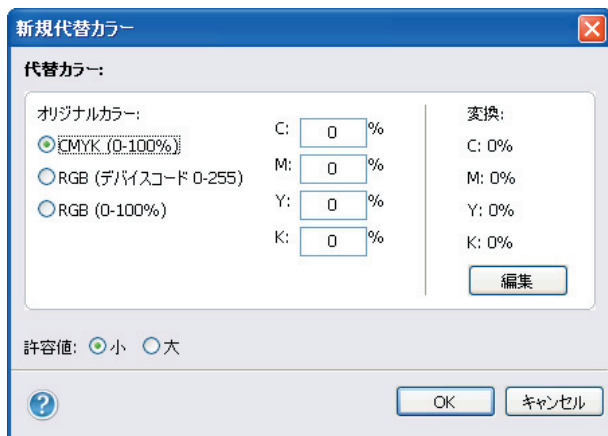 新規代替カラー
代替カラー:
オリジナルカラー:
CMYK (0-100%)
RGB (デバイスコード 0-255)
RGB (0-100%)
C: 0 %
M: 0 %
Y: 0 %
K: 0 %
変換:
C: 0%
M: 0%
Y: 0%
K: 0%
編集
許容値: 小 大
?
OK キャンセル